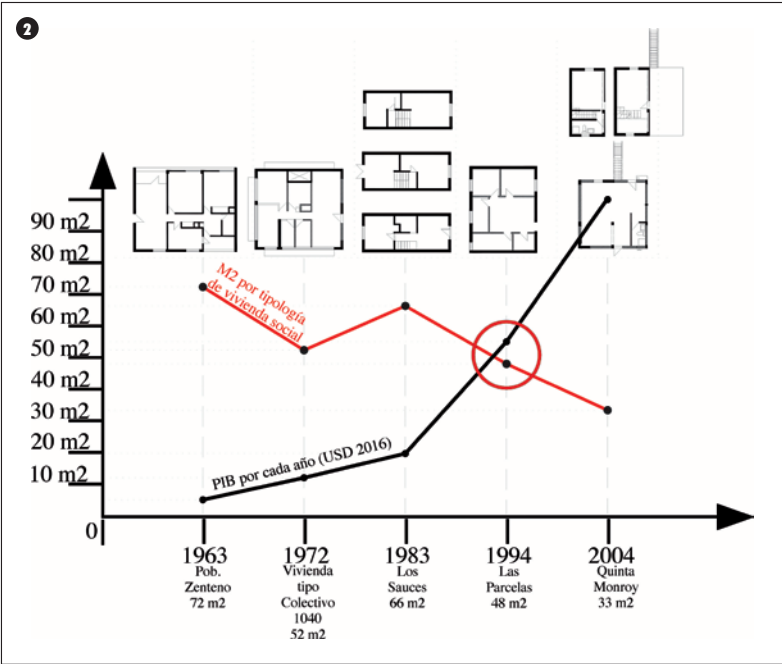 2
90 m2
80 m2
70 m2
60 m2
50 m2
40 m2
30 m2
20 m2
10 m2
0
M2 por tipología
de vivienda social
PIB por cada año (USD 2016)
1963
Pob.
Zenteno
72 m2
1972
Vivienda
tipo
Colectivo
1040
52 m2
1983
Los
Sauces
66 m2
1994
Las
Parcelas
48 m2
2004
Quinta
Monroy
33 m2